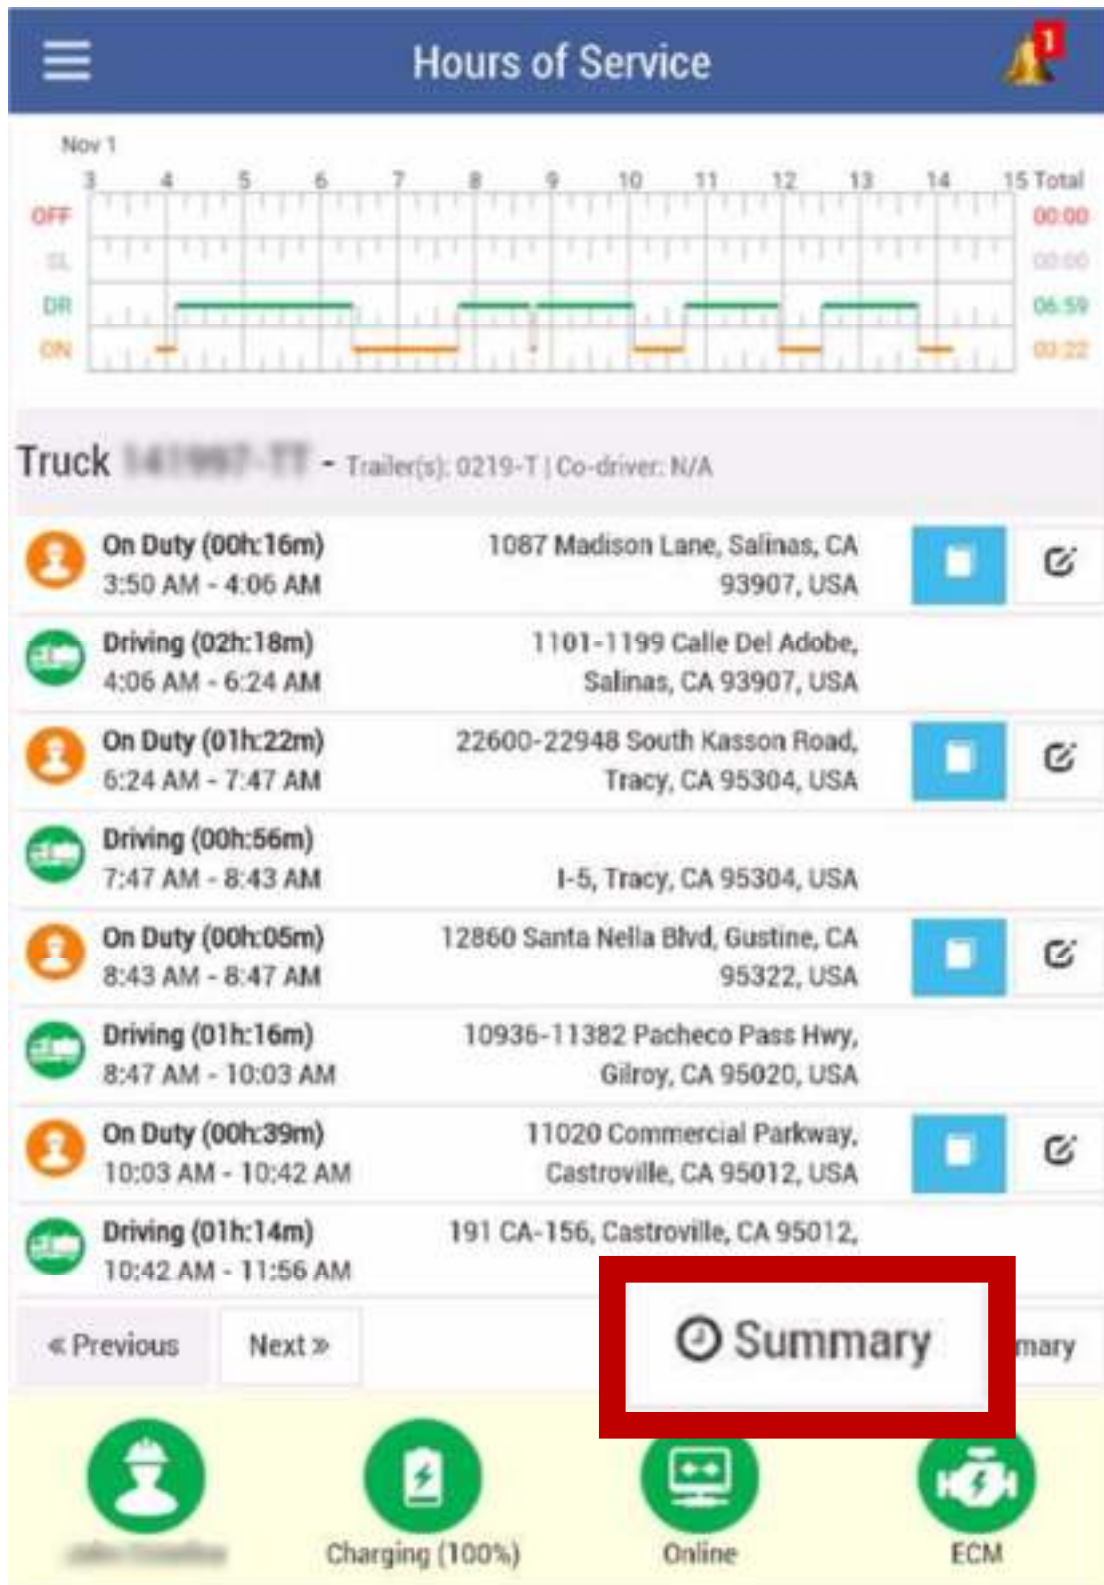 Hours of Service
1
Nov 1
3 4 5 6 7 8 9 10 11 12 13 14 15 Total
OFF 00:00
SL 00:00
DR 06:59
ON 03:22
Truck - Trailer(s): 0219-T | Co-driver: N/A
On Duty (00h:16m) 1087 Madison Lane, Salinas, CA
3:50 AM - 4:06 AM 93907, USA
Driving (02h:18m) 1101-1199 Calle Del Adobe,
4:06 AM - 6:24 AM Salinas, CA 93907, USA
On Duty (01h:22m) 22600-22948 South Kasson Road,
6:24 AM - 7:47 AM Tracy, CA 95304, USA
Driving (00h:56m)
7:47 AM - 8:43 AM I-5, Tracy, CA 95304, USA
On Duty (00h:05m) 12860 Santa Nella Blvd, Gustine, CA
8:43 AM - 8:47 AM 95322, USA
Driving (01h:16m) 10936-11382 Pacheco Pass Hwy,
8:47 AM - 10:03 AM Gilroy, CA 95020, USA
On Duty (00h:39m) 11020 Commercial Parkway,
10:03 AM - 10:42 AM Castroville, CA 95012, USA
Driving (01h:14m) 191 CA-156, Castroville, CA 95012,
10:42 AM - 11:56 AM
« Previous Next » Summary mary
Charging (100%) Online ECM